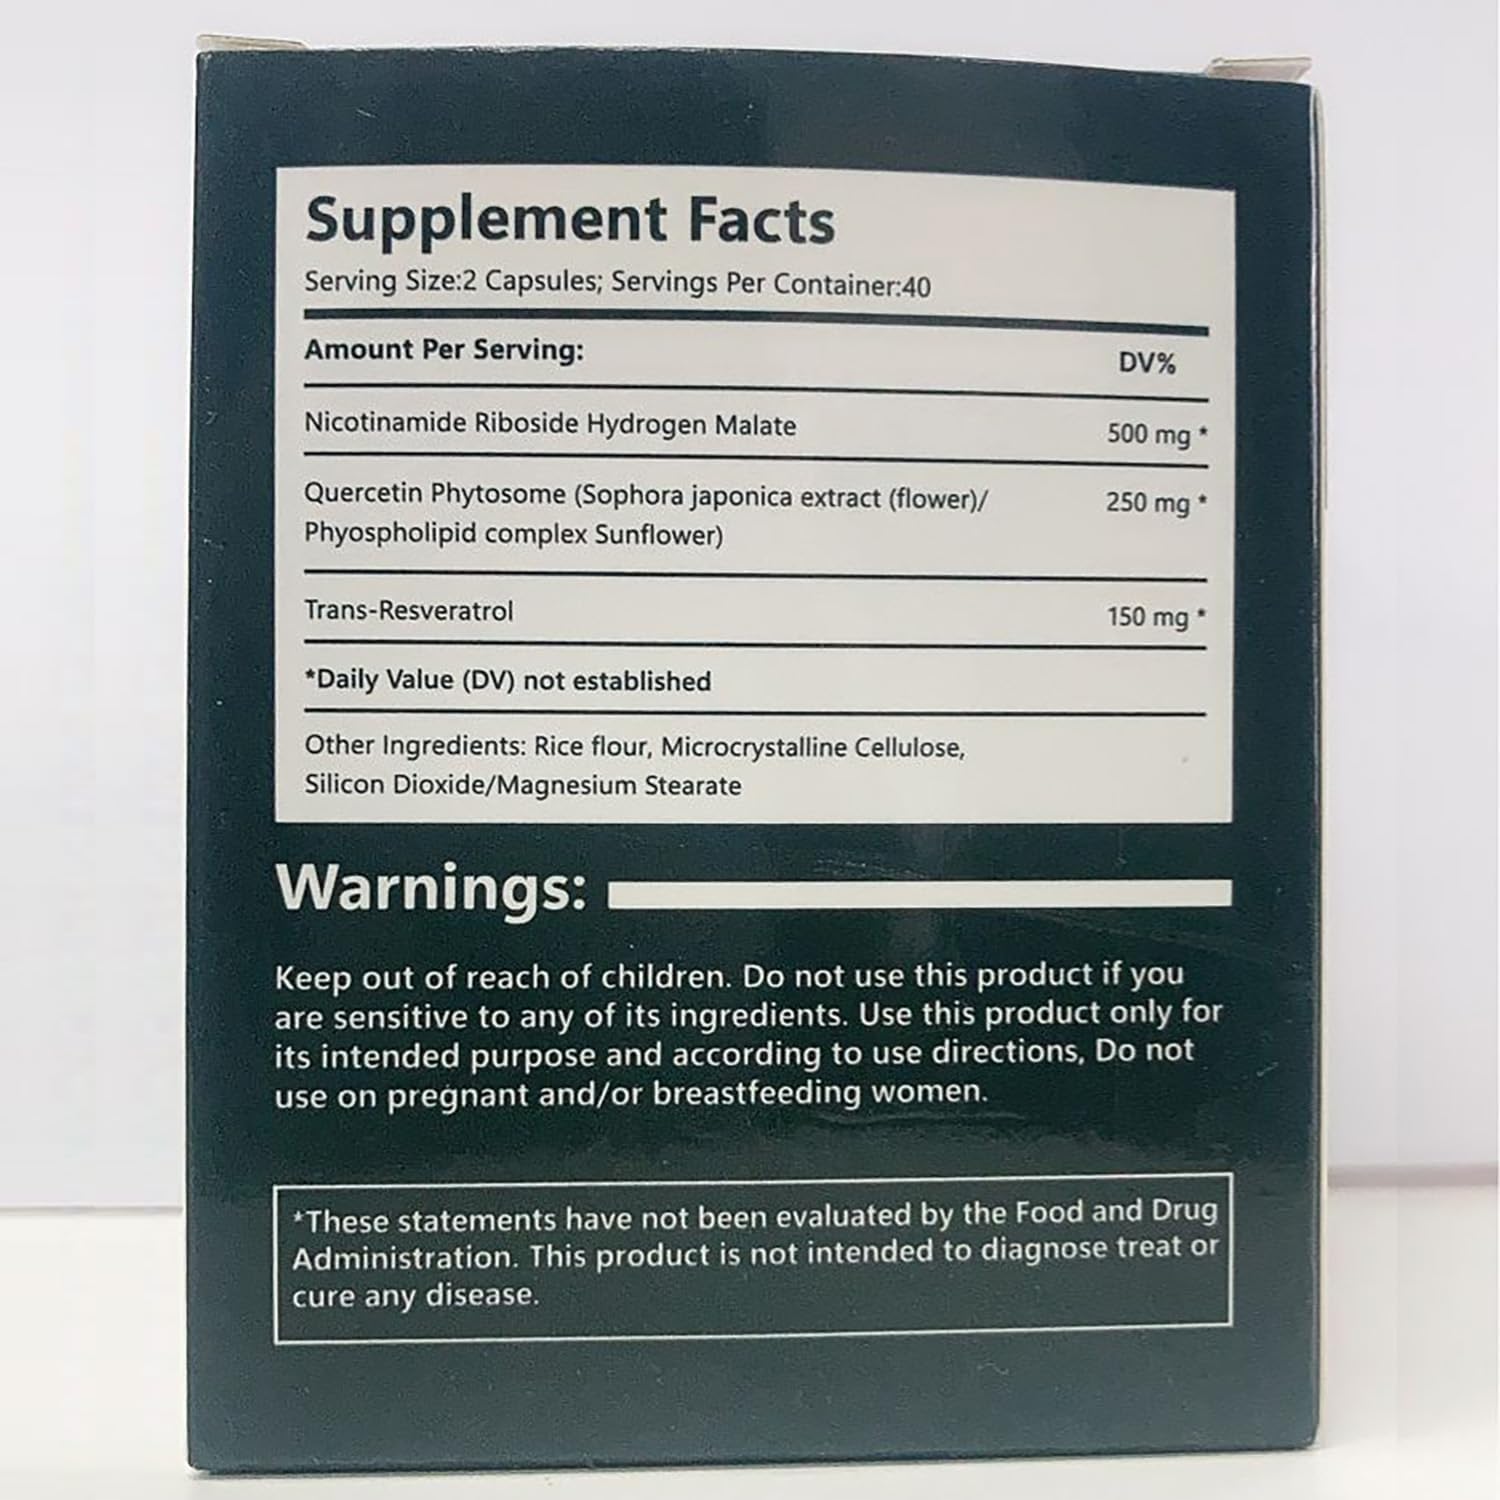 Supplement Facts
Serving Size:2 Capsules; Servings Per Container:40
Amount Per Serving: DV%
Nicotinamide Riboside Hydrogen Malate 500 mg *
Quercetin Phytosome (Sophora japonica extract (flower)/ 250 mg *
Phyospholipid complex Sunflower)
Trans-Resveratrol 150 mg *
*Daily Value (DV) not established
Other Ingredients: Rice flour, Microcrystalline Cellulose,
Silicon Dioxide/Magnesium Stearate
Warnings:
Keep out of reach of children. Do not use this product if you
are sensitive to any of its ingredients. Use this product only for
its intended purpose and according to use directions, Do not
use on pregnant and/or breastfeeding women.
*These statements have not been evaluated by the Food and Drug
Administration. This product is not intended to diagnose treat or
cure any disease.